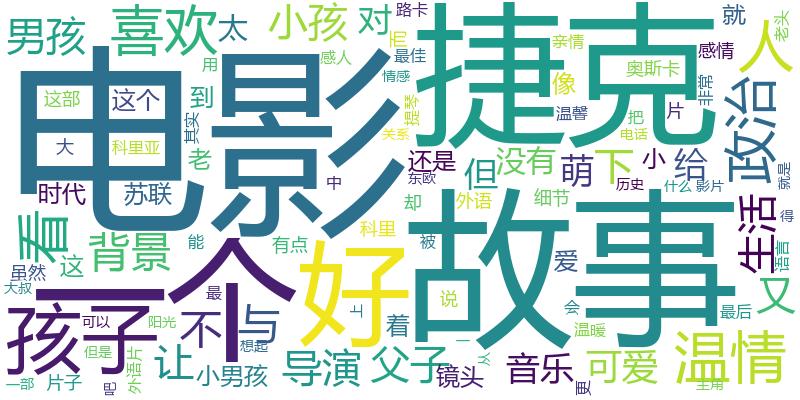 电影
捷克
故事
孩子
个
好
温情
政治
生活
喜欢
男孩
小孩
对
太
就
人
背景
看
不
与
让
导演
父子
音乐
可爱
又
萌
下
给
没有
但
还是
像
小
到
老
这个
时代
苏联
这
着
爱
小男孩
镜头
路卡
而
最佳
亲情
奥斯卡
感情
老头
非常
用
感人
情感
提琴
关系
温馨
把
电话
片
这部
大
科里亚
其实
中
东欧
却
外语
细节
历史
什么
影片
就是
得
语言
虽然
能
有点
科里
被
说
会
温暖
最后
大叔
可以
最
阳光
但是
想起
上
一
从
更
主角
一部
片子
吧
外语片